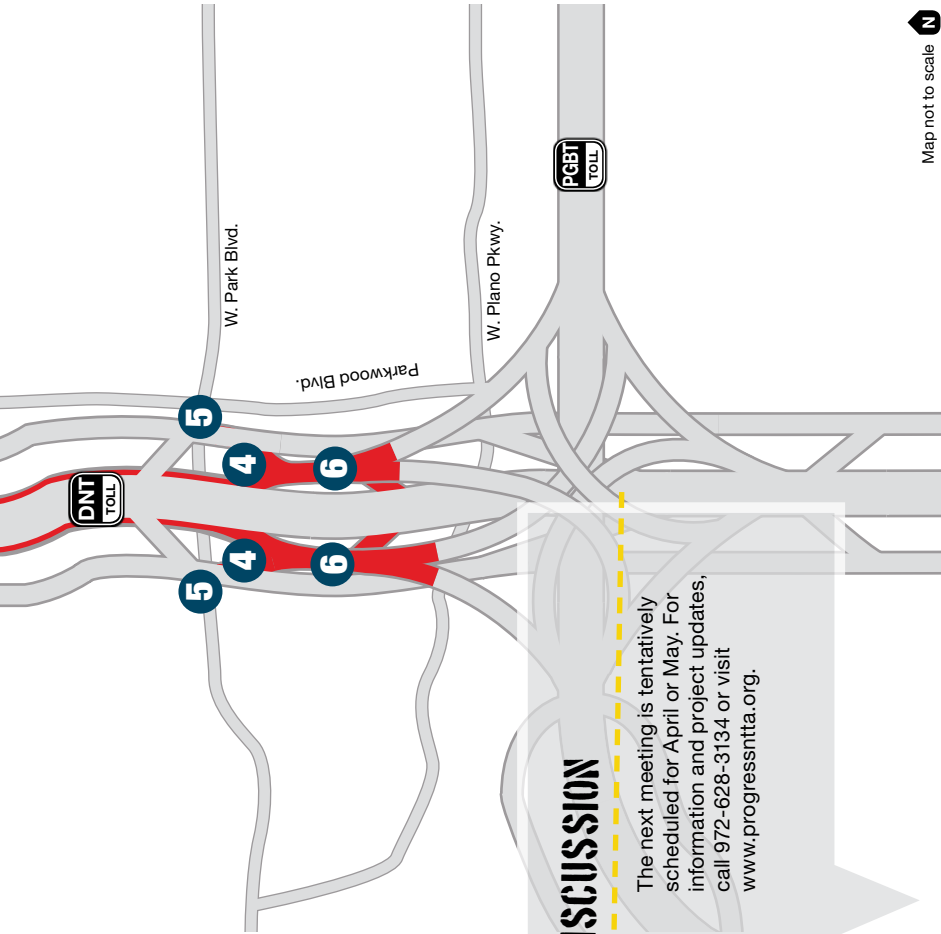 DNT
TOLL
W. Park Blvd.
5
4
6
4
6
5
Parkwood Blvd.
W. Plano Pkwy.
PGBT
TOLL
Map not to scale
N
ISCUSSION
The next meeting is tentatively
scheduled for April or May. For
information and project updates,
call 972-628-3134 or visit
www.progressntta.org.